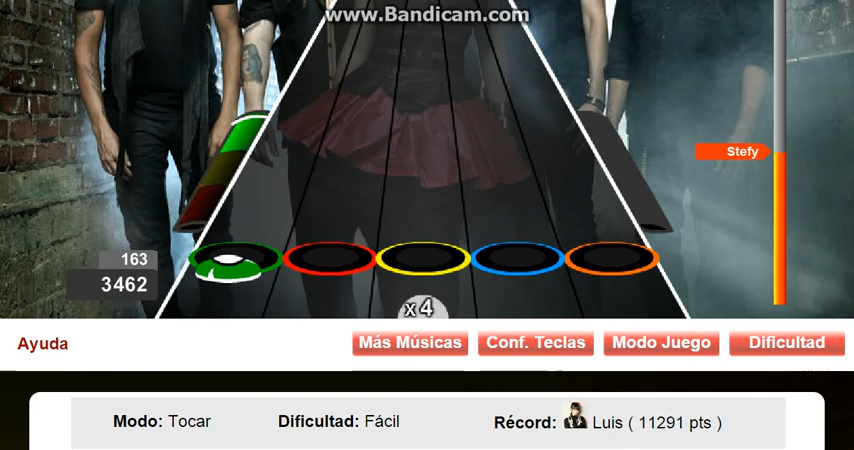 www.Bandicam.com
Stefy
163
3462
x4
Ayuda
Más Músicas
Conf. Teclas
Modo Juego
Dificultad
Modo: Tocar
Dificultad: Fácil
Récord: Luis ( 11291 pts )